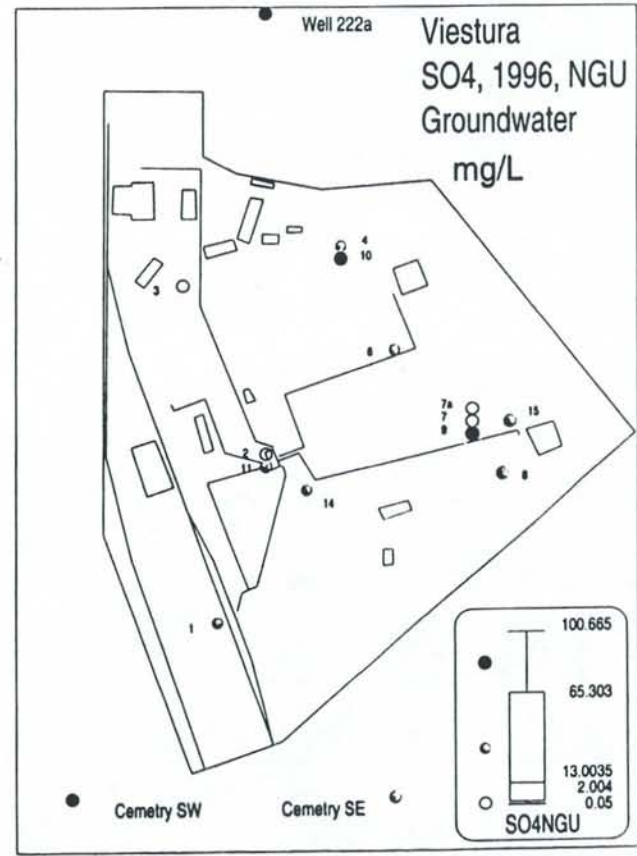 Well 222a
Viestura
SO4, 1996, NGU
Groundwater
mg/L
4
10
3
6
7a
7
9
15
2
11
8
14
1
100.665
65.303
13.0035
2.004
0.05
SO4NGU
Cemetry SW
Cemetry SE